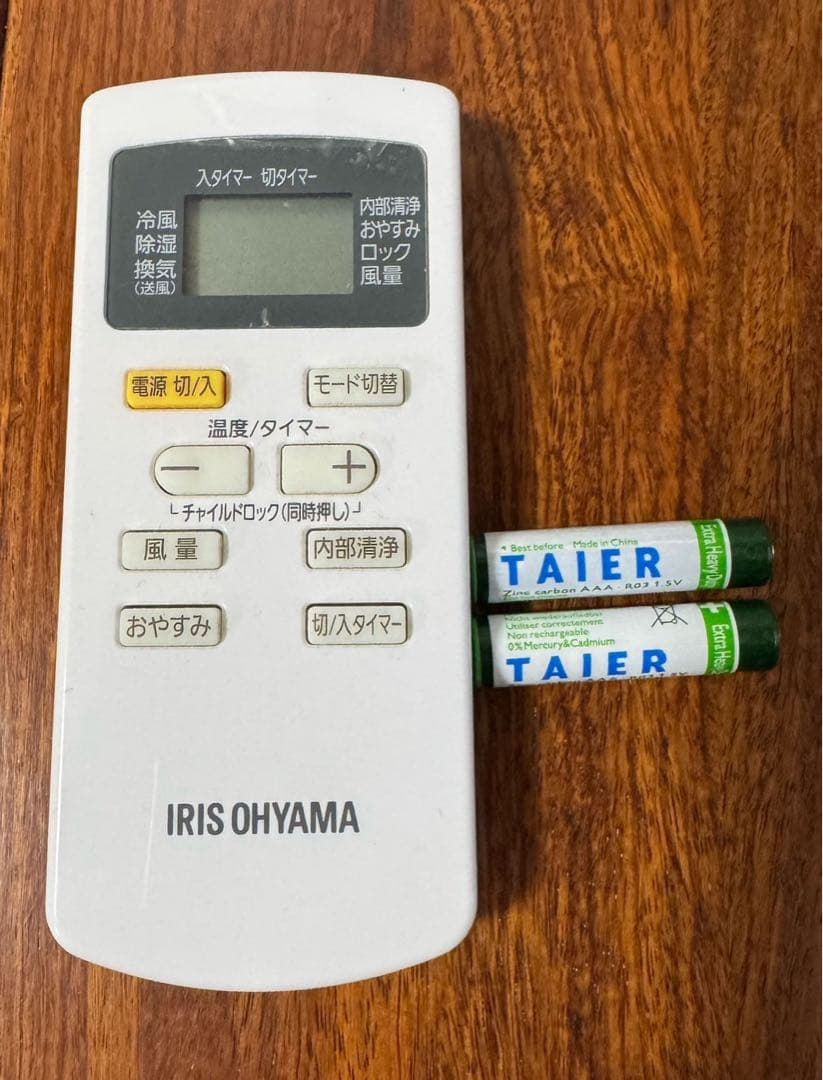 入タイマー 切タイマー
冷風
除湿
換気
(送風)
内部清浄
おやすみ
ロック
風量
電源 切/入
モード切替
温度/タイマー
－
＋
└ チャイルドロック(同時押し) ┘
風量
内部清浄
おやすみ
切/入タイマー
IRIS OHYAMA
Best before Made in China
TAIER
Zinc carbon AAA - R03 1.5V
Extra Heavy Du
Utiliser correctement
Non rechargeable
0% Mercury&Cadmium
TAIER
Extra Hea